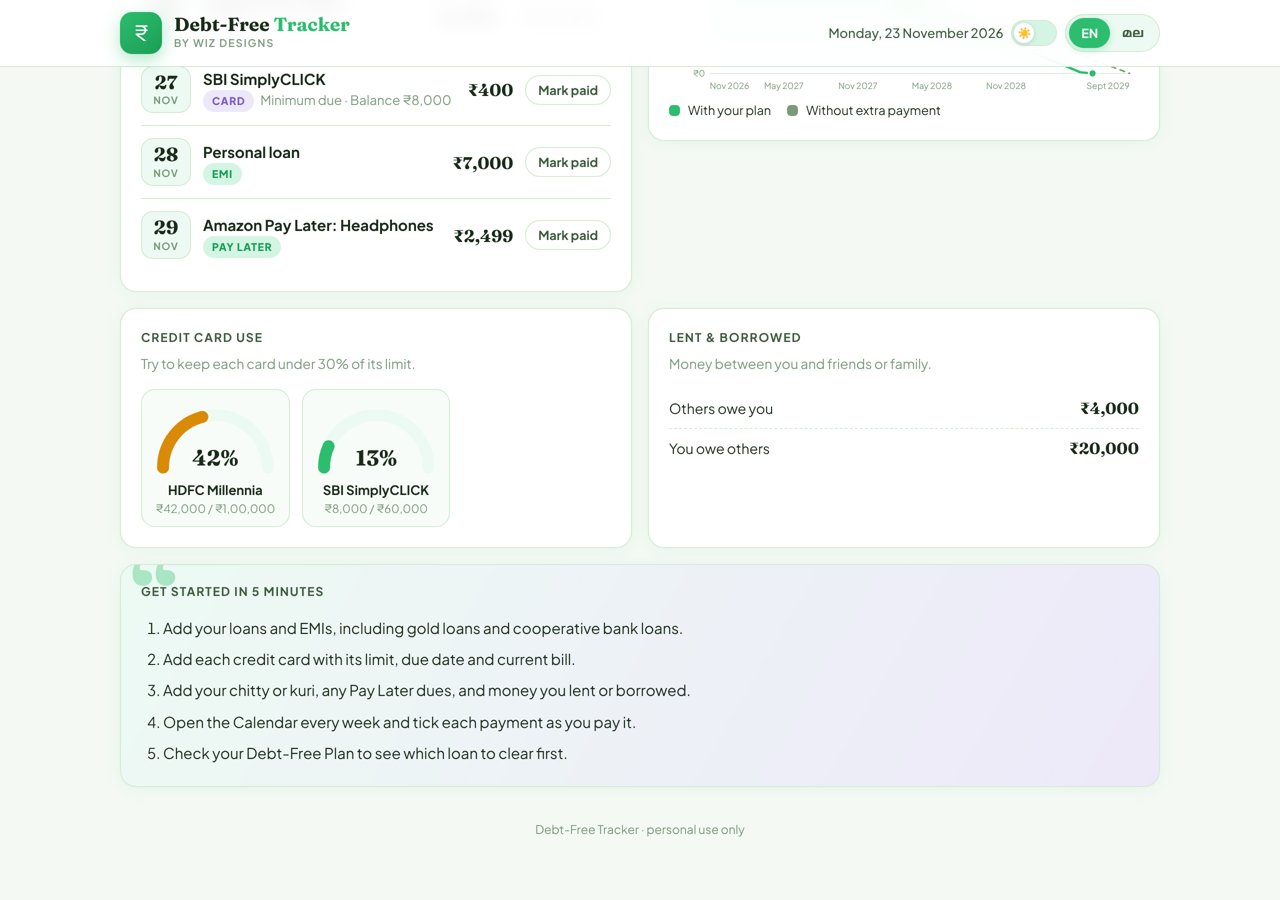 ₹
Debt-Free Tracker
BY WIZ DESIGNS
Monday, 23 November 2026
EN
മല
27
NOV
SBI SimplyCLICK
CARD Minimum due · Balance ₹8,000
₹400
Mark paid
28
NOV
Personal loan
EMI
₹7,000
Mark paid
29
NOV
Amazon Pay Later: Headphones
PAY LATER
₹2,499
Mark paid
₹0
Nov 2026 May 2027 Nov 2027 May 2028 Nov 2028 Sept 2029
With your plan Without extra payment
CREDIT CARD USE
Try to keep each card under 30% of its limit.
42%
HDFC Millennia
₹42,000 / ₹1,00,000
13%
SBI SimplyCLICK
₹8,000 / ₹60,000
LENT & BORROWED
Money between you and friends or family.
Others owe you ₹4,000
You owe others ₹20,000
GET STARTED IN 5 MINUTES
1. Add your loans and EMIs, including gold loans and cooperative bank loans.
2. Add each credit card with its limit, due date and current bill.
3. Add your chitty or kuri, any Pay Later dues, and money you lent or borrowed.
4. Open the Calendar every week and tick each payment as you pay it.
5. Check your Debt-Free Plan to see which loan to clear first.
Debt-Free Tracker · personal use only